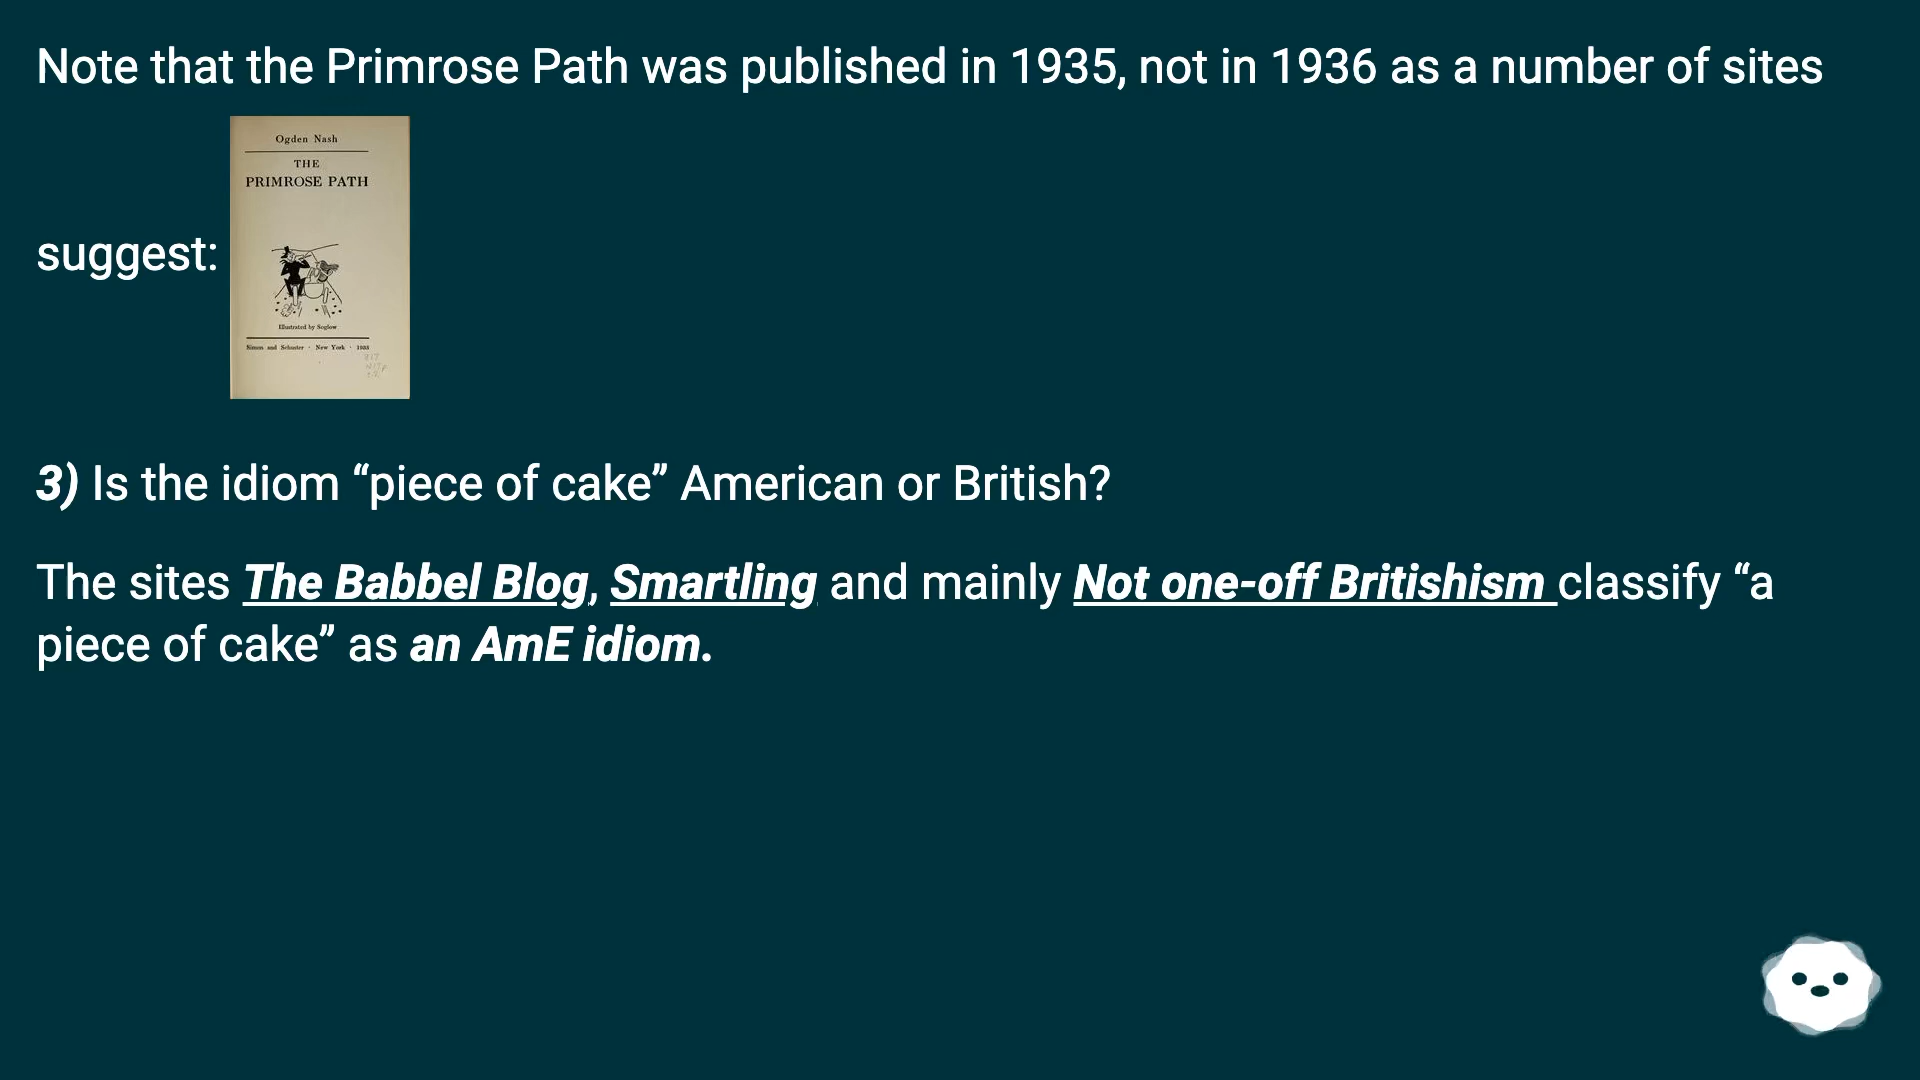 Note that the Primrose Path was published in 1935, not in 1936 as a number of sites
Ogden Nash
THE
PRIMROSE PATH
Illustrated by Soglow
Simon and Schuster · New York · 1935
suggest:
3) Is the idiom “piece of cake” American or British?
The sites The Babbel Blog, Smartling and mainly Not one-off Britishism classify “a
piece of cake” as an AmE idiom.